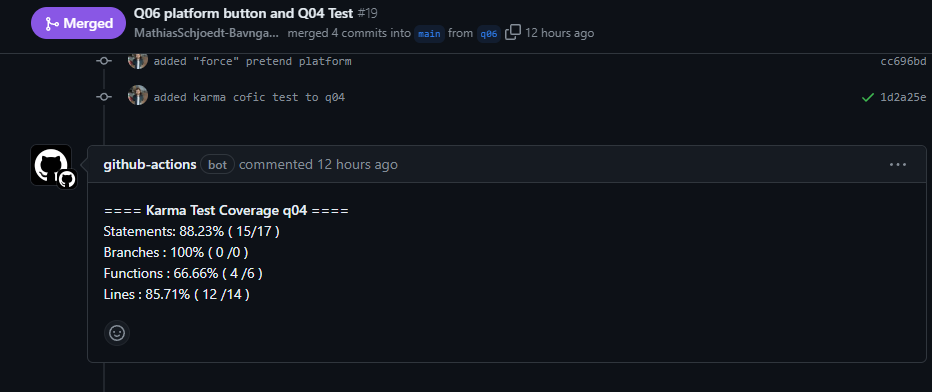 Merged
Q06 platform button and Q04 Test #19
MathiasSchjoedt-Bavnga... merged 4 commits into main from q06 12 hours ago
added "force" pretend platform cc696bd
added karma cofic test to q04 1d2a25e
github-actions bot commented 12 hours ago
==== Karma Test Coverage q04 ====
Statements: 88.23% ( 15/17 )
Branches : 100% ( 0 /0 )
Functions : 66.66% ( 4 /6 )
Lines : 85.71% ( 12 /14 )